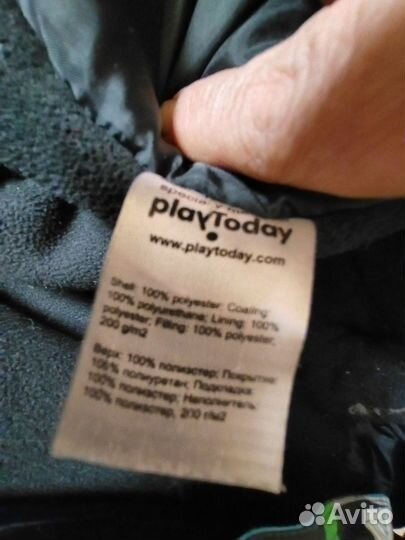 playToday
www.playtoday.com
Shell: 100% polyester; Coating:
100% polyurethane; Lining: 100%
polyester; Filling: 100% polyester,
200 g/m2
Верх: 100% полиэстер; Покрытие:
100% полиуретан; Подкладка:
100% полиэстер; Наполнитель:
100% полиэстер, 200 г/м2
Avito